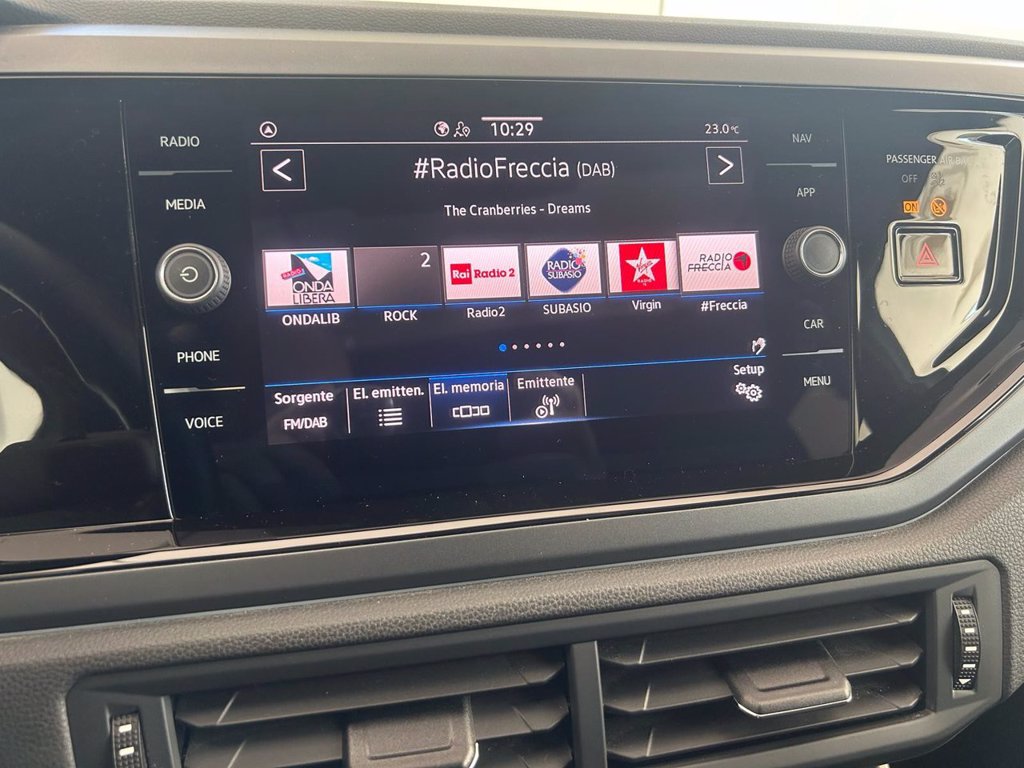 10:29
23.0°C
RADIO
MEDIA
PHONE
VOICE
#RadioFreccia (DAB)
The Cranberries - Dreams
RADIO
ONDA
LIBERA
2
Rai Radio 2
RADIO
SUBASIO
RADIO
FRECCIA
ONDALIB
ROCK
Radio2
SUBASIO
Virgin
#Freccia
Setup
Sorgente
FM/DAB
El. emitten.
El. memoria
Emittente
NAV
APP
CAR
MENU
PASSENGER AIR BAG
OFF
ON